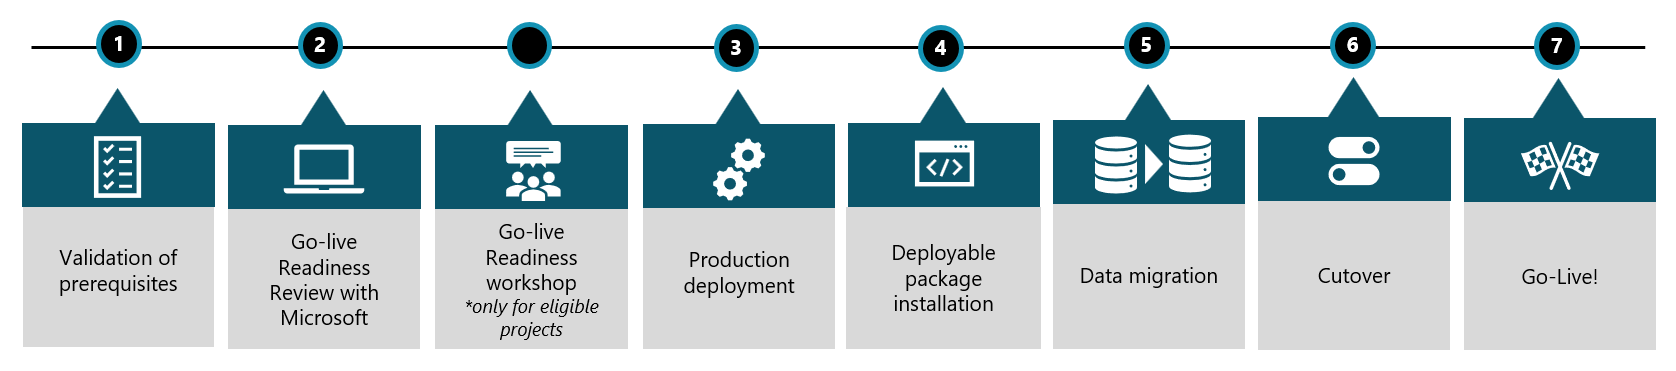 1
2
3
4
5
6
7
Validation of
prerequisites
Go-live
Readiness
Review with
Microsoft
Go-live
Readiness
workshop
*only for eligible
projects
Production
deployment
</>
Deployable
package
installation
Data migration
Cutover
Go-Live!